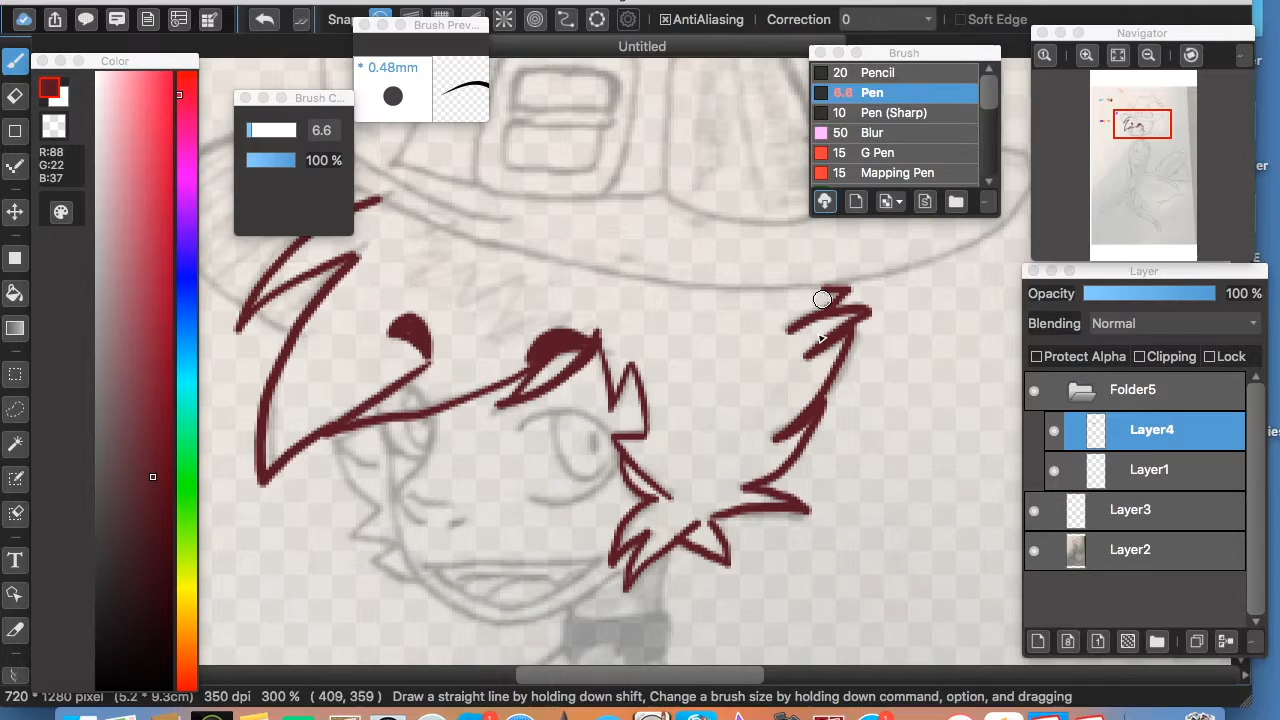 Snap
AntiAliasing
Correction
0
Soft Edge
Untitled
Color
R:88
G:22
B:37
Brush Prev...
* 0.48mm
Brush C...
6.6
100 %
Brush
20 Pencil
6.6 Pen
10 Pen (Sharp)
50 Blur
15 G Pen
15 Mapping Pen
Navigator
Layer
Opacity 100 %
Blending Normal
Protect Alpha Clipping Lock
Folder5
Layer4
Layer1
Layer3
Layer2
720 * 1280 pixel (5.2 * 9.3cm) 350 dpi 300 % ( 409, 359 ) Draw a straight line by holding down shift, Change a brush size by holding down command, option, and dragging